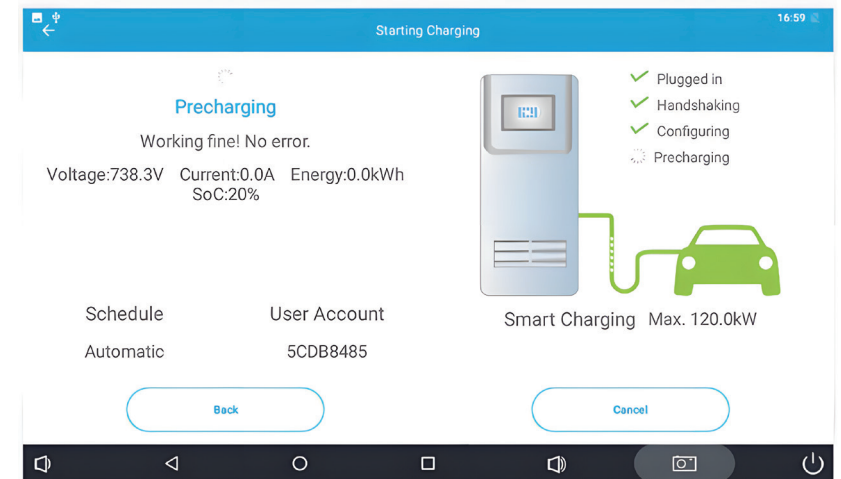 16:59
Starting Charging
Precharging
Working fine! No error.
Voltage:738.3V Current:0.0A Energy:0.0kWh
SoC:20%
Plugged in
Handshaking
Configuring
Precharging
Schedule User Account
Automatic 5CDB8485
Smart Charging Max. 120.0kW
Back
Cancel